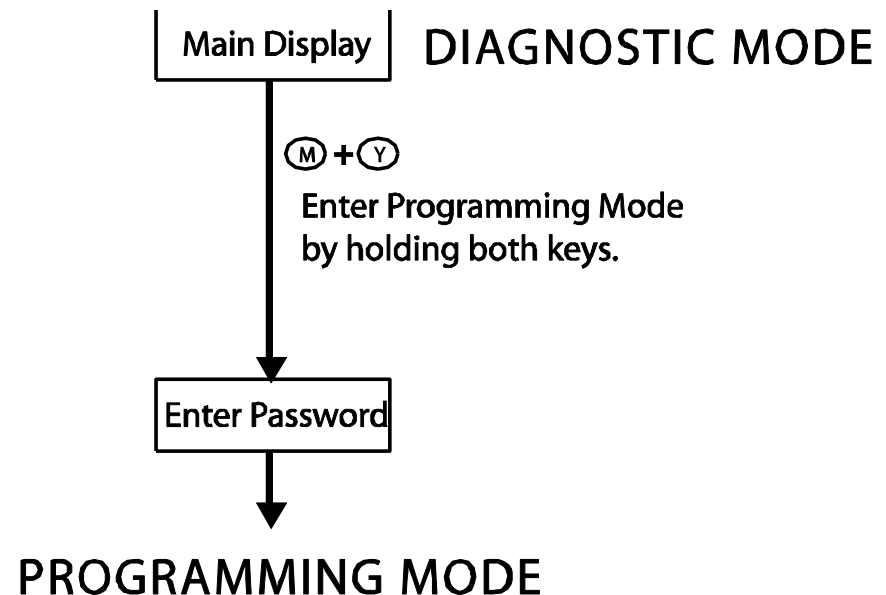 Main Display
DIAGNOSTIC MODE
M + Y
Enter Programming Mode
by holding both keys.
Enter Password
PROGRAMMING MODE